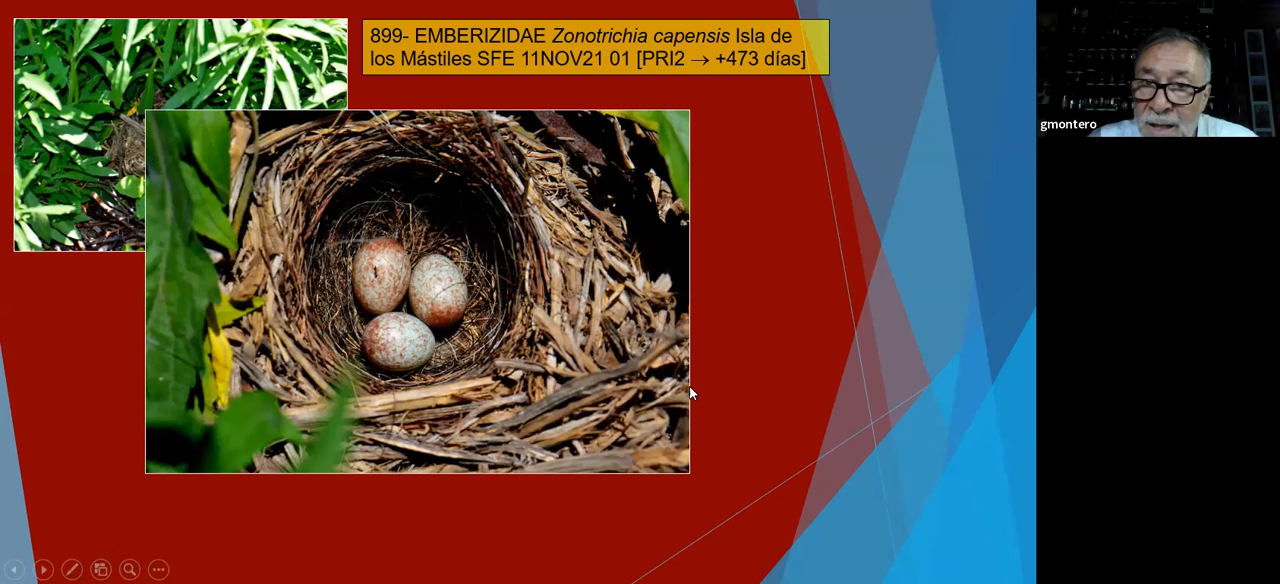 899- EMBERIZIDAE Zonotrichia capensis Isla de
los Mástiles SFE 11NOV21 01 [PRI2 → +473 días]
gmontero